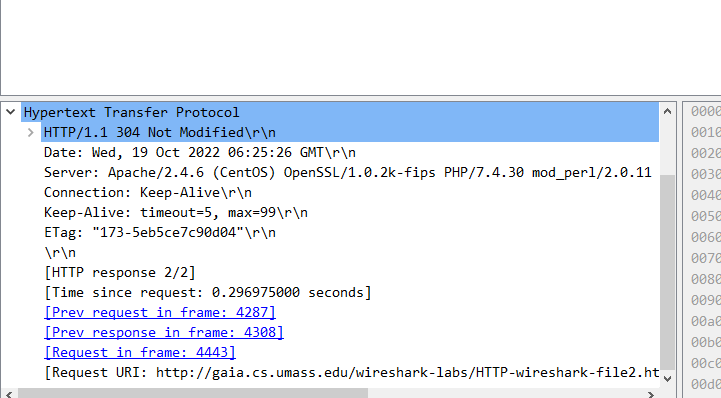 Hypertext Transfer Protocol
HTTP/1.1 304 Not Modified\r\n
Date: Wed, 19 Oct 2022 06:25:26 GMT\r\n
Server: Apache/2.4.6 (CentOS) OpenSSL/1.0.2k-fips PHP/7.4.30 mod_perl/2.0.11
Connection: Keep-Alive\r\n
Keep-Alive: timeout=5, max=99\r\n
ETag: "173-5eb5ce7c90d04"\r\n
\r\n
[HTTP response 2/2]
[Time since request: 0.296975000 seconds]
[Prev request in frame: 4287]
[Prev response in frame: 4308]
[Request in frame: 4443]
[Request URI: http://gaia.cs.umass.edu/wireshark-labs/HTTP-wireshark-file2.ht
0000
0010
0020
0030
0040
0050
0060
0070
0080
0090
00a0
00b0
00c0
00d0